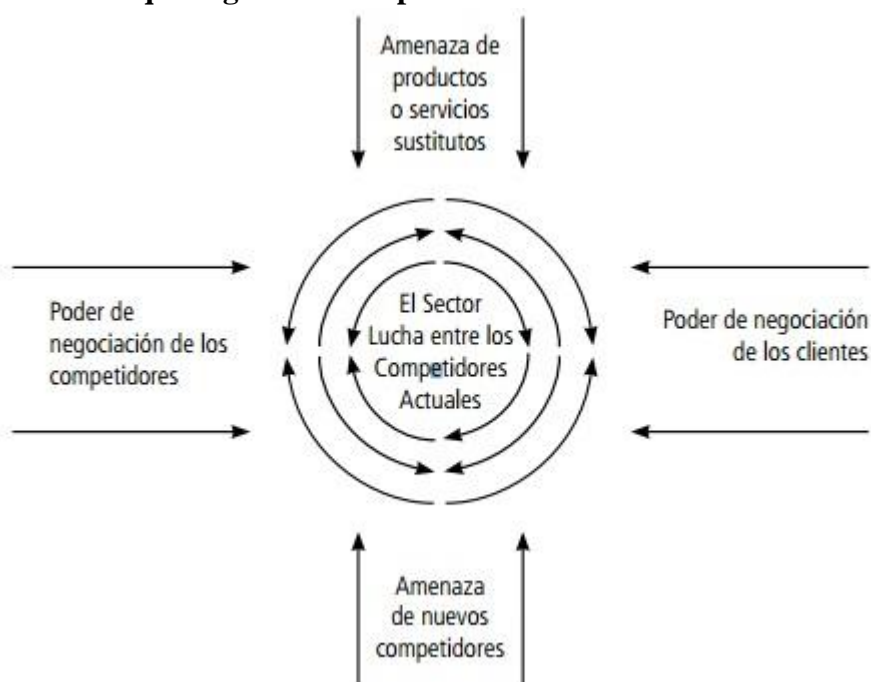 Amenaza de
productos
o servicios
sustitutos
Poder de
negociación de los
competidores
El Sector
Lucha entre los
Competidores
Actuales
Poder de negociación
de los clientes
Amenaza
de nuevos
competidores